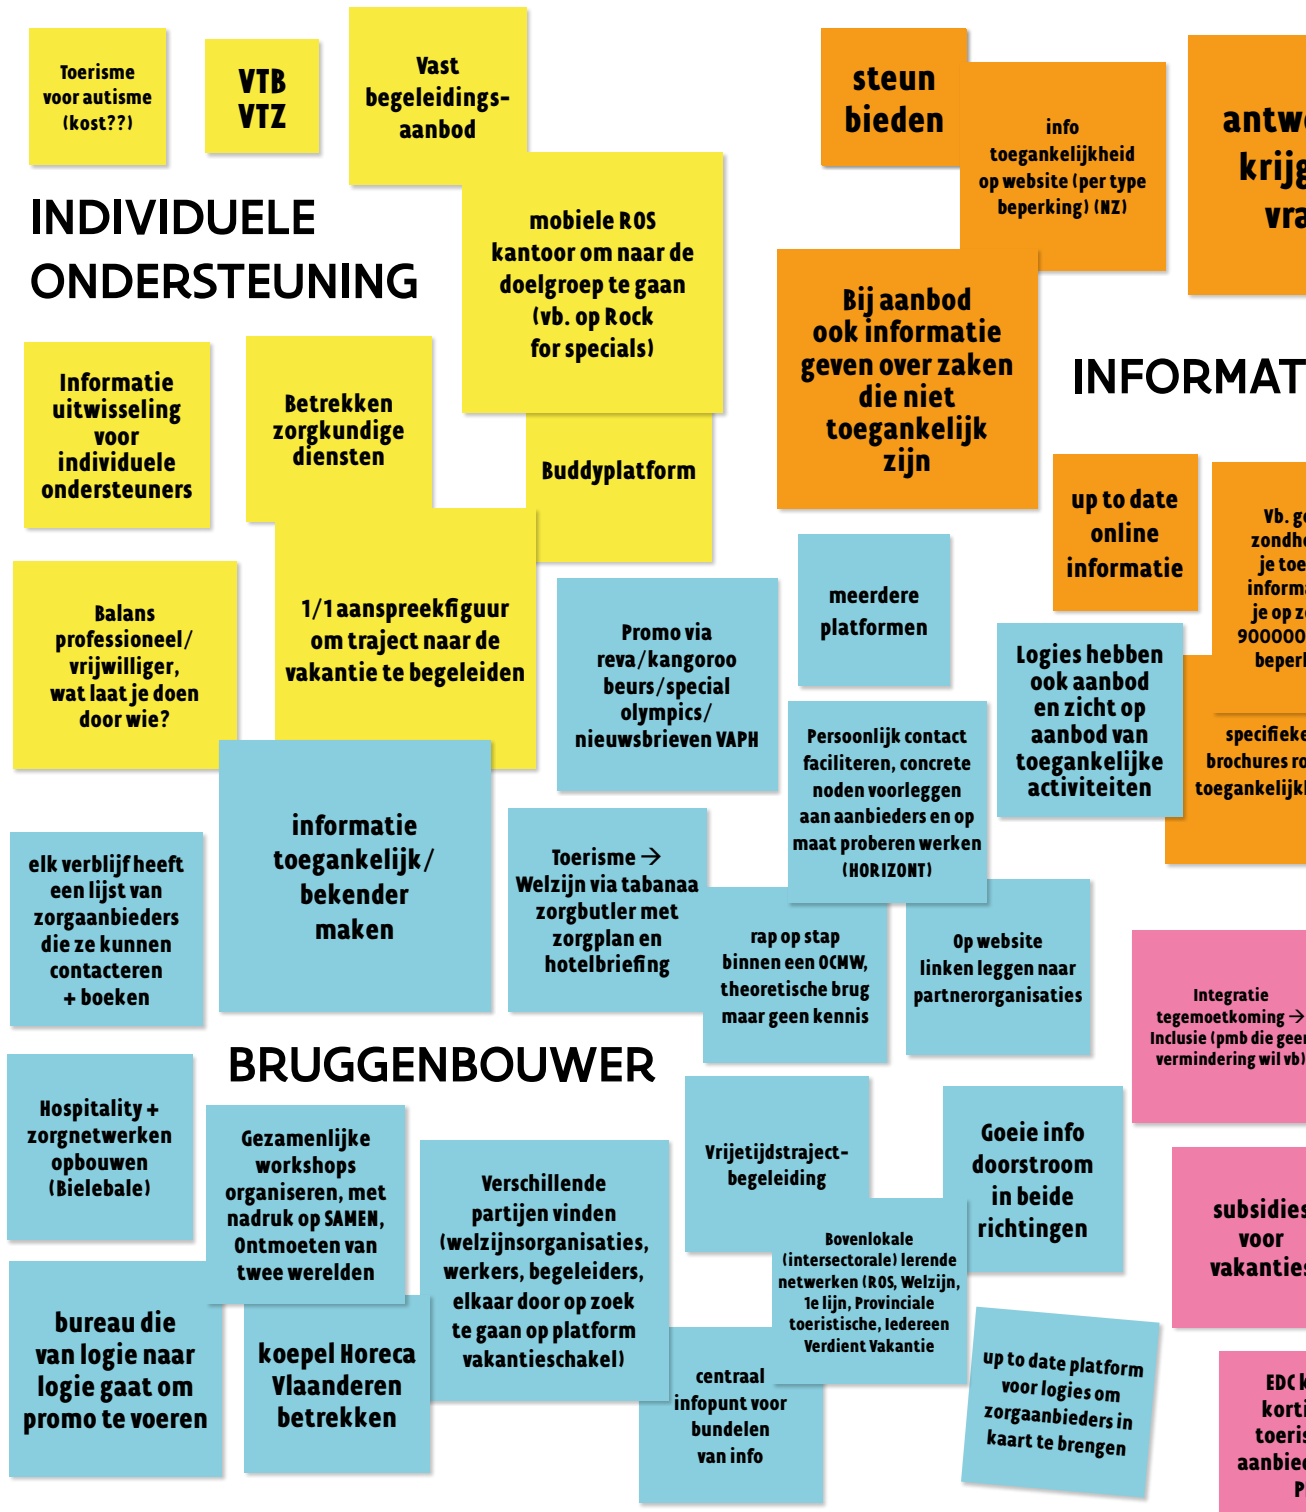 Toerisme
voor autisme
(kost??)
VTB
VTZ
Vast
begeleidings-
aanbod
mobiele ROS
kantoor om naar de
doelgroep te gaan
(vb. op Rock
for specials)
INDIVIDUELE
ONDERSTEUNING
Informatie
uitwisseling
voor
individuele
ondersteuners
Betrekken
zorgkundige
diensten
Buddyplatform
Balans
professioneel/
vrijwilliger,
wat laat je doen
door wie?
1/1 aanspreekfiguur
om traject naar de
vakantie te begeleiden
steun
bieden
info
toegankelijkheid
op website (per type
beperking) (NZ)
Bij aanbod
ook informatie
geven over zaken
die niet
toegankelijk
zijn
up to date
online
informatie
Vb.
je
je op
specifieke
brochures
Promo via
reva/kangoroo
beurs/special
olympics/
nieuwsbrieven VAPH
meerdere
platformen
Logies hebben
ook aanbod
en zicht op
aanbod van
toegankelijke
activiteiten
Persoonlijk contact
faciliteren, concrete
noden voorleggen
aan aanbieders en op
maat proberen werken
(HORIZONT)
informatie
toegankelijk/
bekender
maken
Toerisme →
Welzijn via tabanaa
zorgbutler met
zorgplan en
hotelbriefing
elk verblijf heeft
een lijst van
zorgaanbieders
die ze kunnen
contacteren
+ boeken
rap op stap
binnen een OCMW,
theoretische brug
maar geen kennis
Op website
linken leggen naar
partnerorganisaties
BRUGGENBOUWER
Hospitality +
zorgnetwerken
opbouwen
(Bielebale)
Gezamenlijke
workshops
organiseren, met
nadruk op SAMEN,
Ontmoeten van
twee werelden
Verschillende
partijen vinden
(welzijnsorganisaties,
werkers, begeleiders,
elkaar door op zoek
te gaan op platform
vakantieschakel)
Vrijetijdstraject-
begeleiding
Goeie info
doorstroom
in beide
richtingen
Bovenlokale
(intersectorale) lerende
netwerken (ROS, Welzijn,
1e lijn, Provinciale
toeristische, Iedereen
Verdient Vakantie
bureau die
van logie naar
logie gaat om
promo te voeren
koepel Horeca
Vlaanderen
betrekken
centraal
infopunt voor
bundelen
van info
up to date platform
voor logies om
zorgaanbieders in
kaart te brengen
Integratie
tegemoetkoming →
Inclusie (pmb die geen
vermindering wil vb)
subsidies
voor
vakanties
EDC